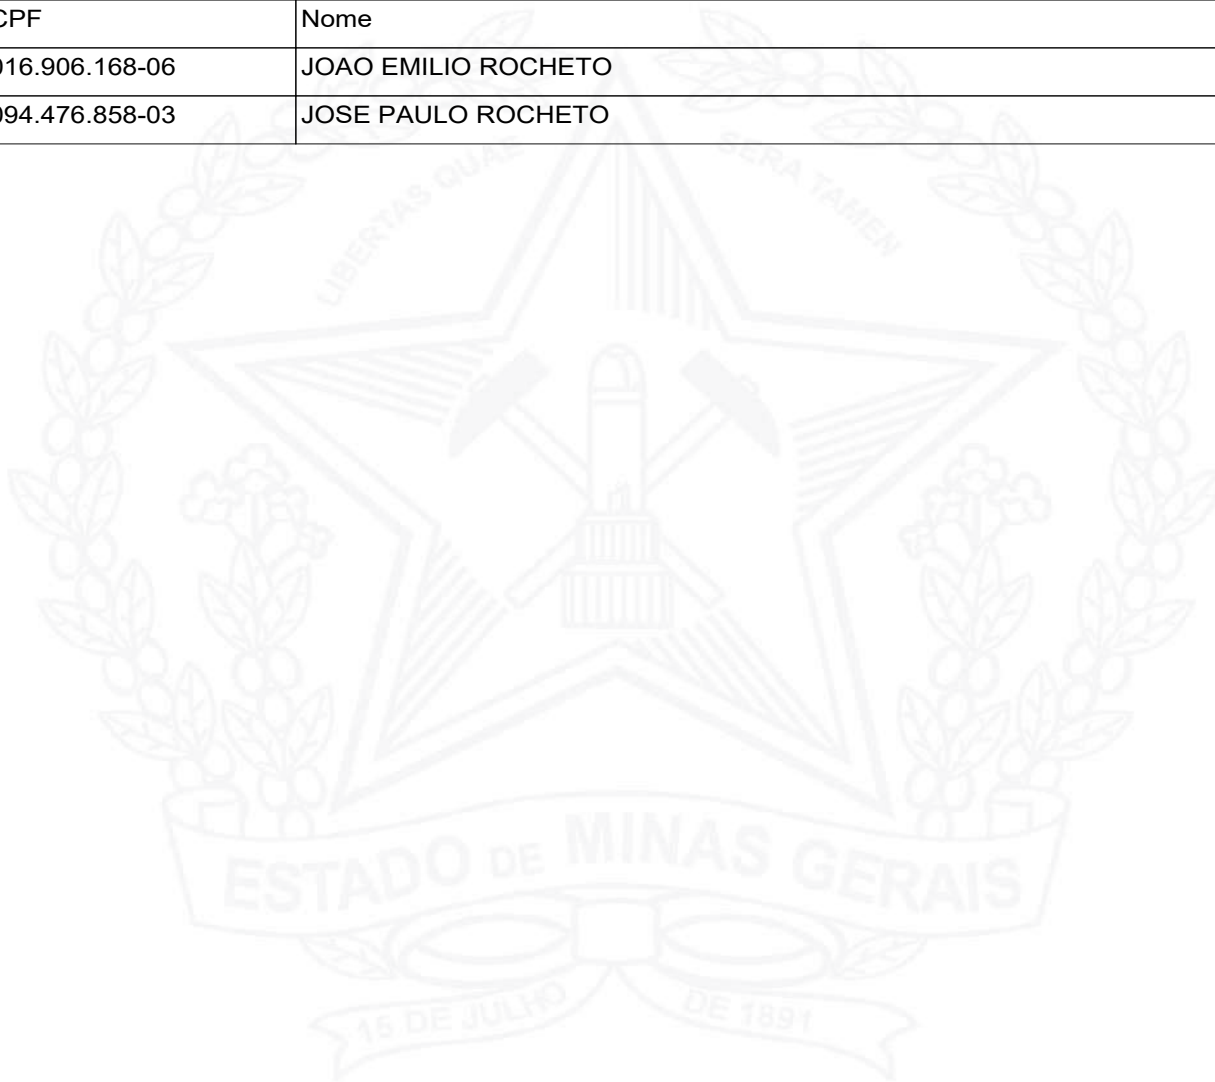 CPF Nome
016.906.168-06 JOAO EMILIO ROCHETO
094.476.858-03 JOSE PAULO ROCHETO
LIBERTAS QUAE SERA TAMEN
ESTADO DE MINAS GERAIS
15 DE JULHO DE 1891